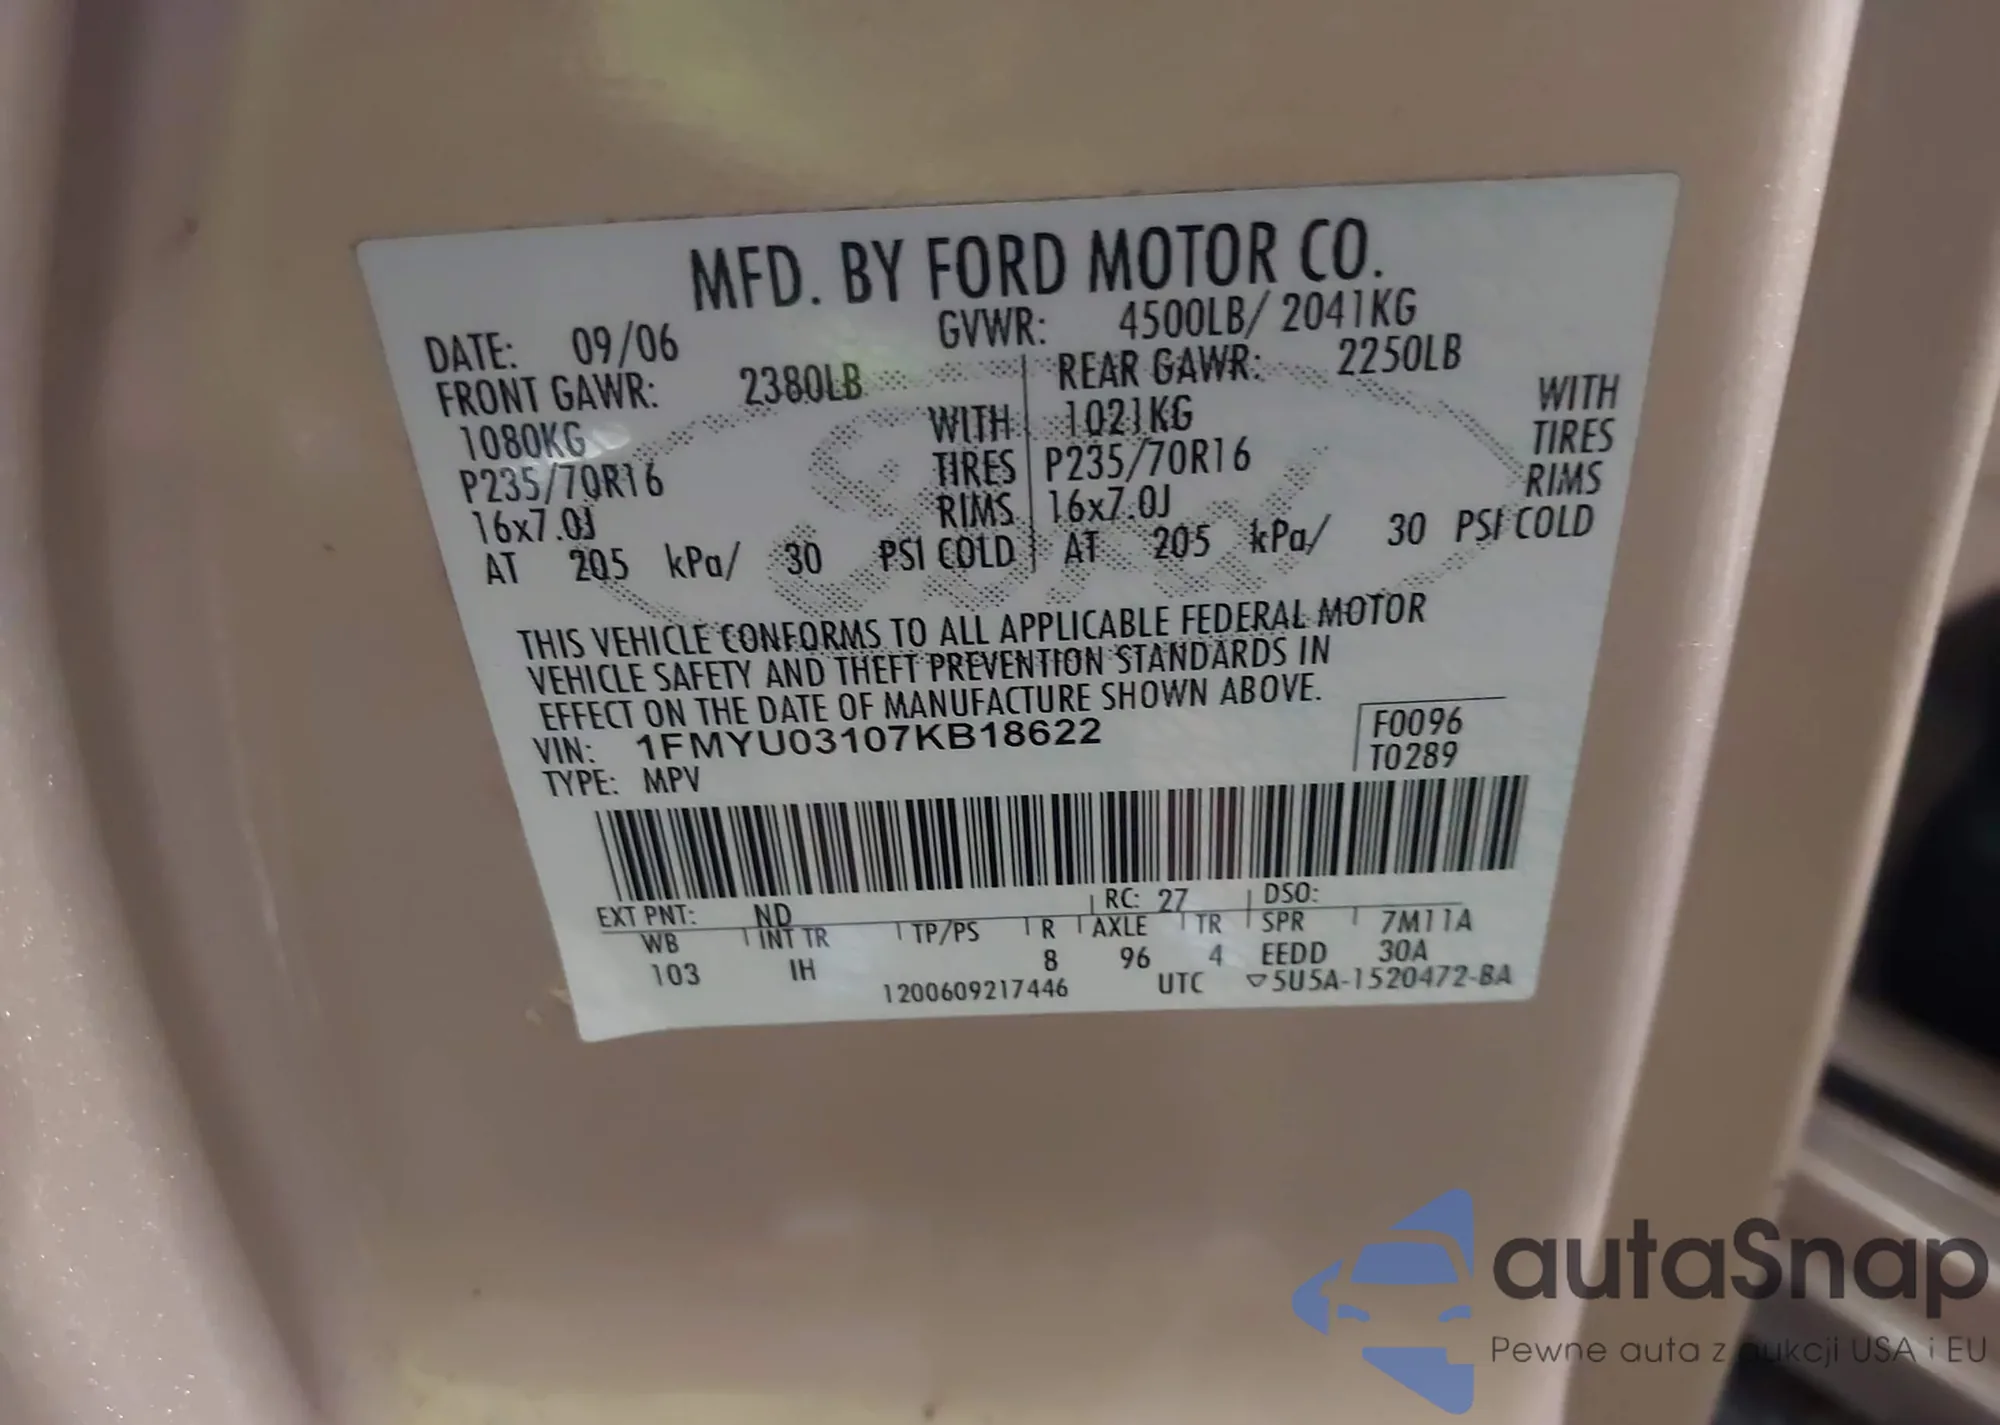 MFD. BY FORD MOTOR CO.
DATE: 09/06 GVWR: 4500LB/ 2041KG
FRONT GAWR: 2380LB REAR GAWR: 2250LB
1080KG WITH 1021KG WITH
P235/70R16 TIRES P235/70R16 TIRES
16x7.0J RIMS 16x7.0J RIMS
AT 205 kPa/ 30 PSI COLD AT 205 kPa/ 30 PSI COLD
THIS VEHICLE CONFORMS TO ALL APPLICABLE FEDERAL MOTOR
VEHICLE SAFETY AND THEFT PREVENTION STANDARDS IN
EFFECT ON THE DATE OF MANUFACTURE SHOWN ABOVE.
VIN: 1FMYU03107KB18622 F0096
TYPE: MPV T0289
EXT PNT: ND RC: 27 DSO:
WB INT TR TP/PS R AXLE TR SPR 7M11A
103 IH 8 96 4 EEDD 30A
1200609217446 UTC ▽5U5A-1520472-BA
autaSnap
Pewne auta z aukcji USA i EU